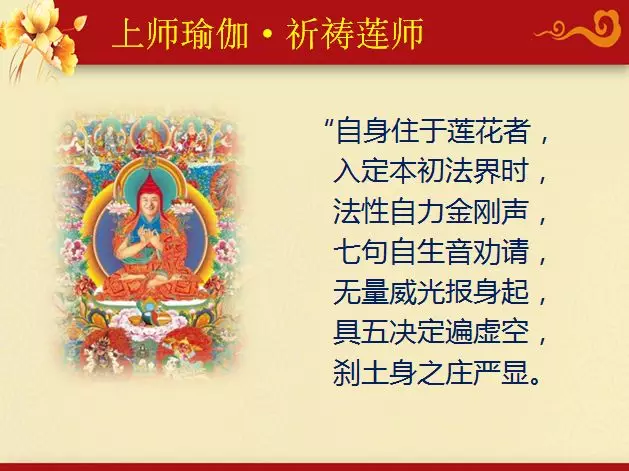 上师瑜伽·祈祷莲师
“自身住于莲花者，
入定本初法界时，
法性自力金刚声，
七句自生音劝请，
无量威光报身起，
具五决定遍虚空，
刹土身之庄严显。